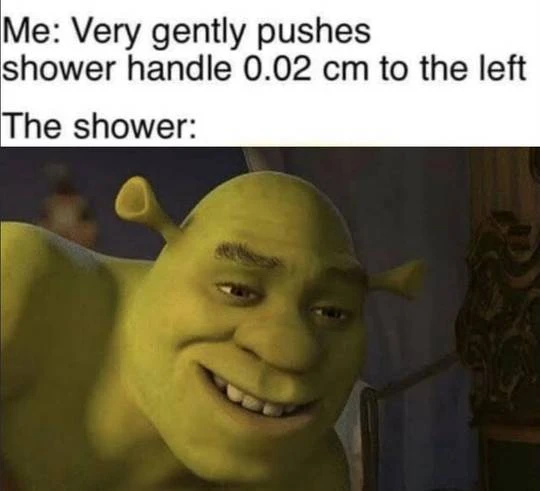 Me: Very gently pushes
shower handle 0.02 cm to the left
The shower: